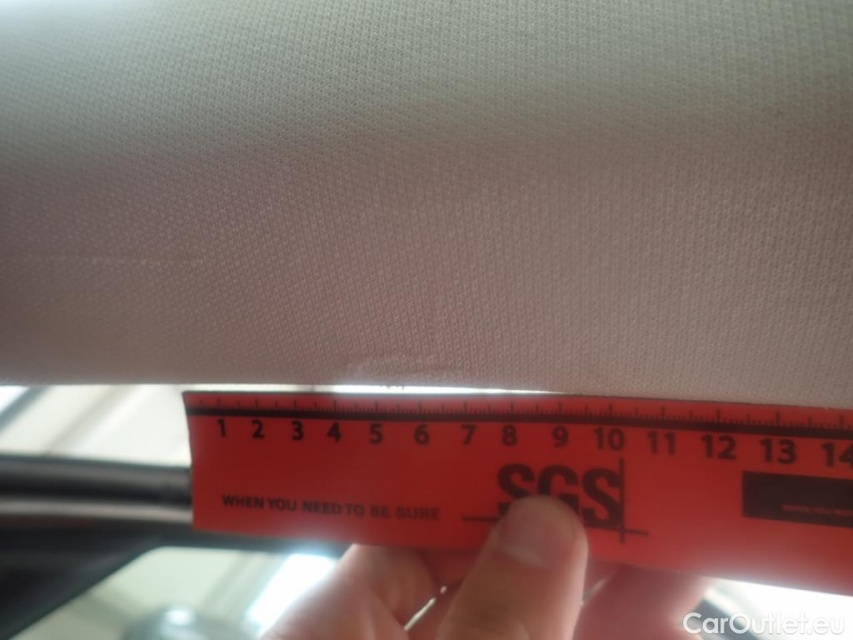 1 2 3 4 5 6 7 8 9 10 11 12 13 14
SGS
WHEN YOU NEED TO BE SURE
CarOutlet.eu